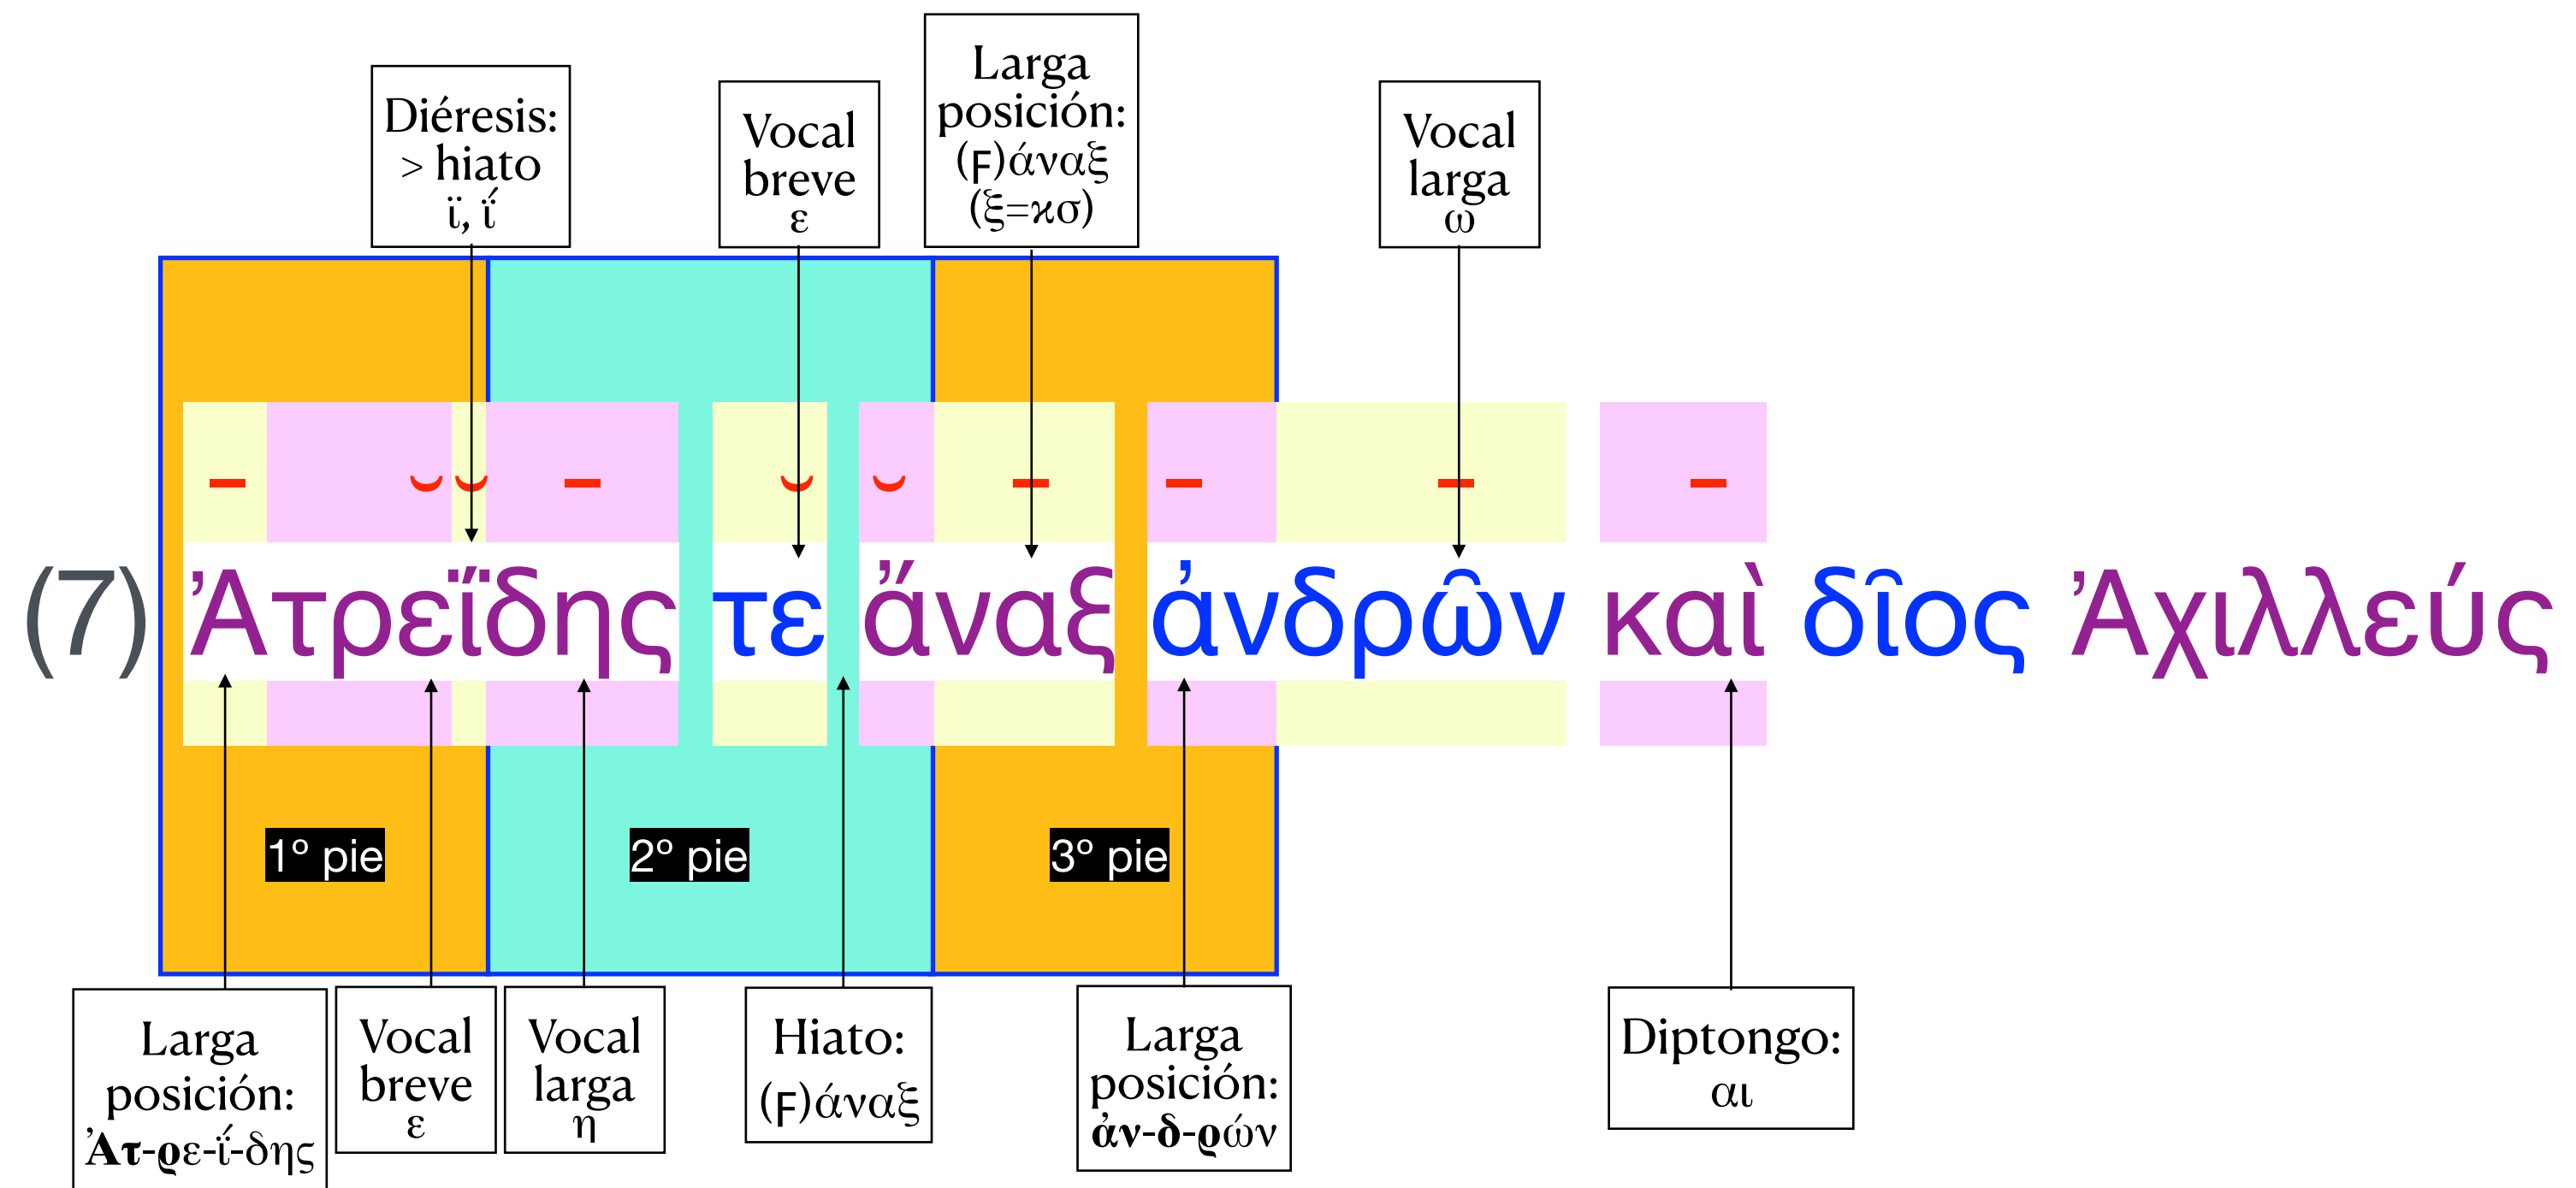 Diéresis:
> hiato
ϊ, ΐ
Vocal
breve
ε
Larga
posición:
(Ϝ)άναξ
(ξ=κσ)
Vocal
larga
ω
– ⏑ ⏑ – ⏑ ⏑ – – – –
(7) Ἀτρεΐδης τε ἄναξ ἀνδρῶν καὶ δῖος Ἀχιλλεύς
1º pie
2º pie
3º pie
Larga
posición:
Ἀτ-ρε-ΐ-δης
Vocal
breve
ε
Vocal
larga
η
Hiato:
(Ϝ)άναξ
Larga
posición:
ἀν-δ-ρών
Diptongo:
αι